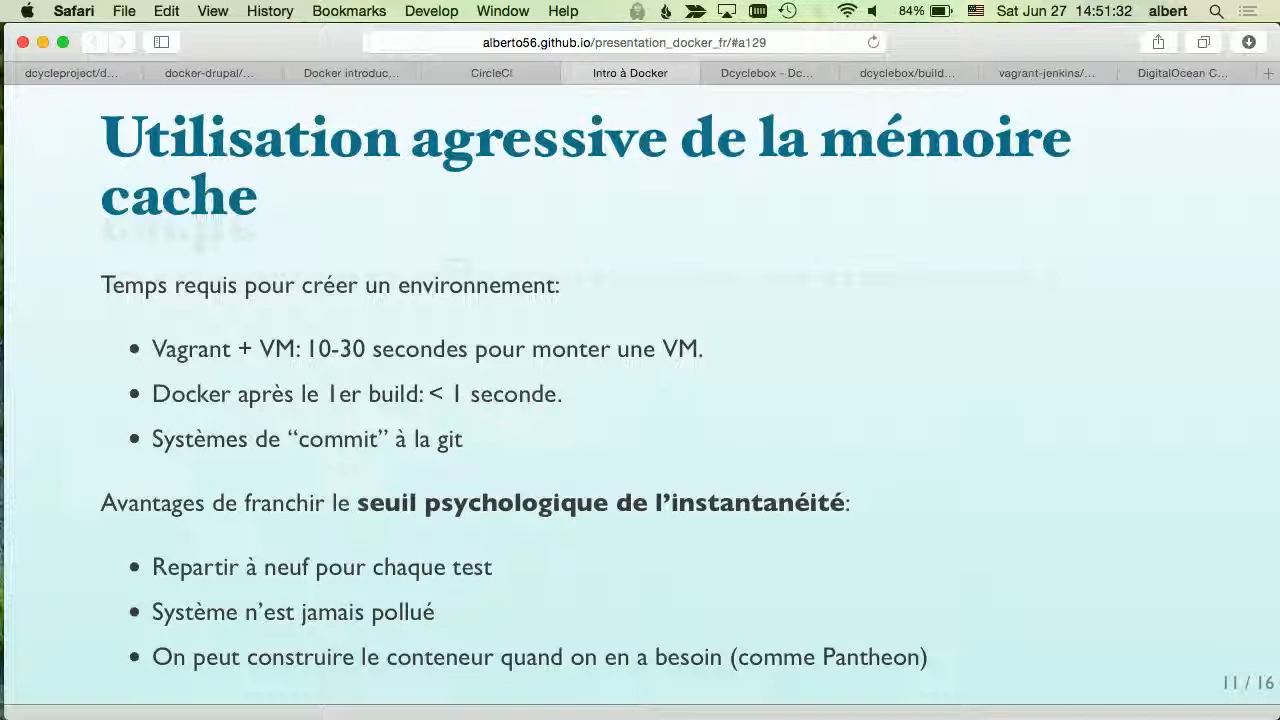 Safari File Edit View History Bookmarks Develop Window Help 84% Sat Jun 27 14:51:32 albert
alberto56.github.io/presentation_docker_fr/#a129
dcycleproject/d... docker-drupal/... Docker introduc... CircleCI Intro à Docker Dcyclebox - Dc... dcyclebox/build... vagrant-jenkins/... DigitalOcean C...
Utilisation agressive de la mémoire
cache
Temps requis pour créer un environnement:
• Vagrant + VM: 10-30 secondes pour monter une VM.
• Docker après le 1er build: < 1 seconde.
• Systèmes de “commit” à la git
Avantages de franchir le seuil psychologique de l’instantanéité:
• Repartir à neuf pour chaque test
• Système n’est jamais pollué
• On peut construire le conteneur quand on en a besoin (comme Pantheon)
11 / 16